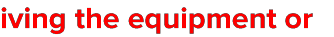 iving the equipment or